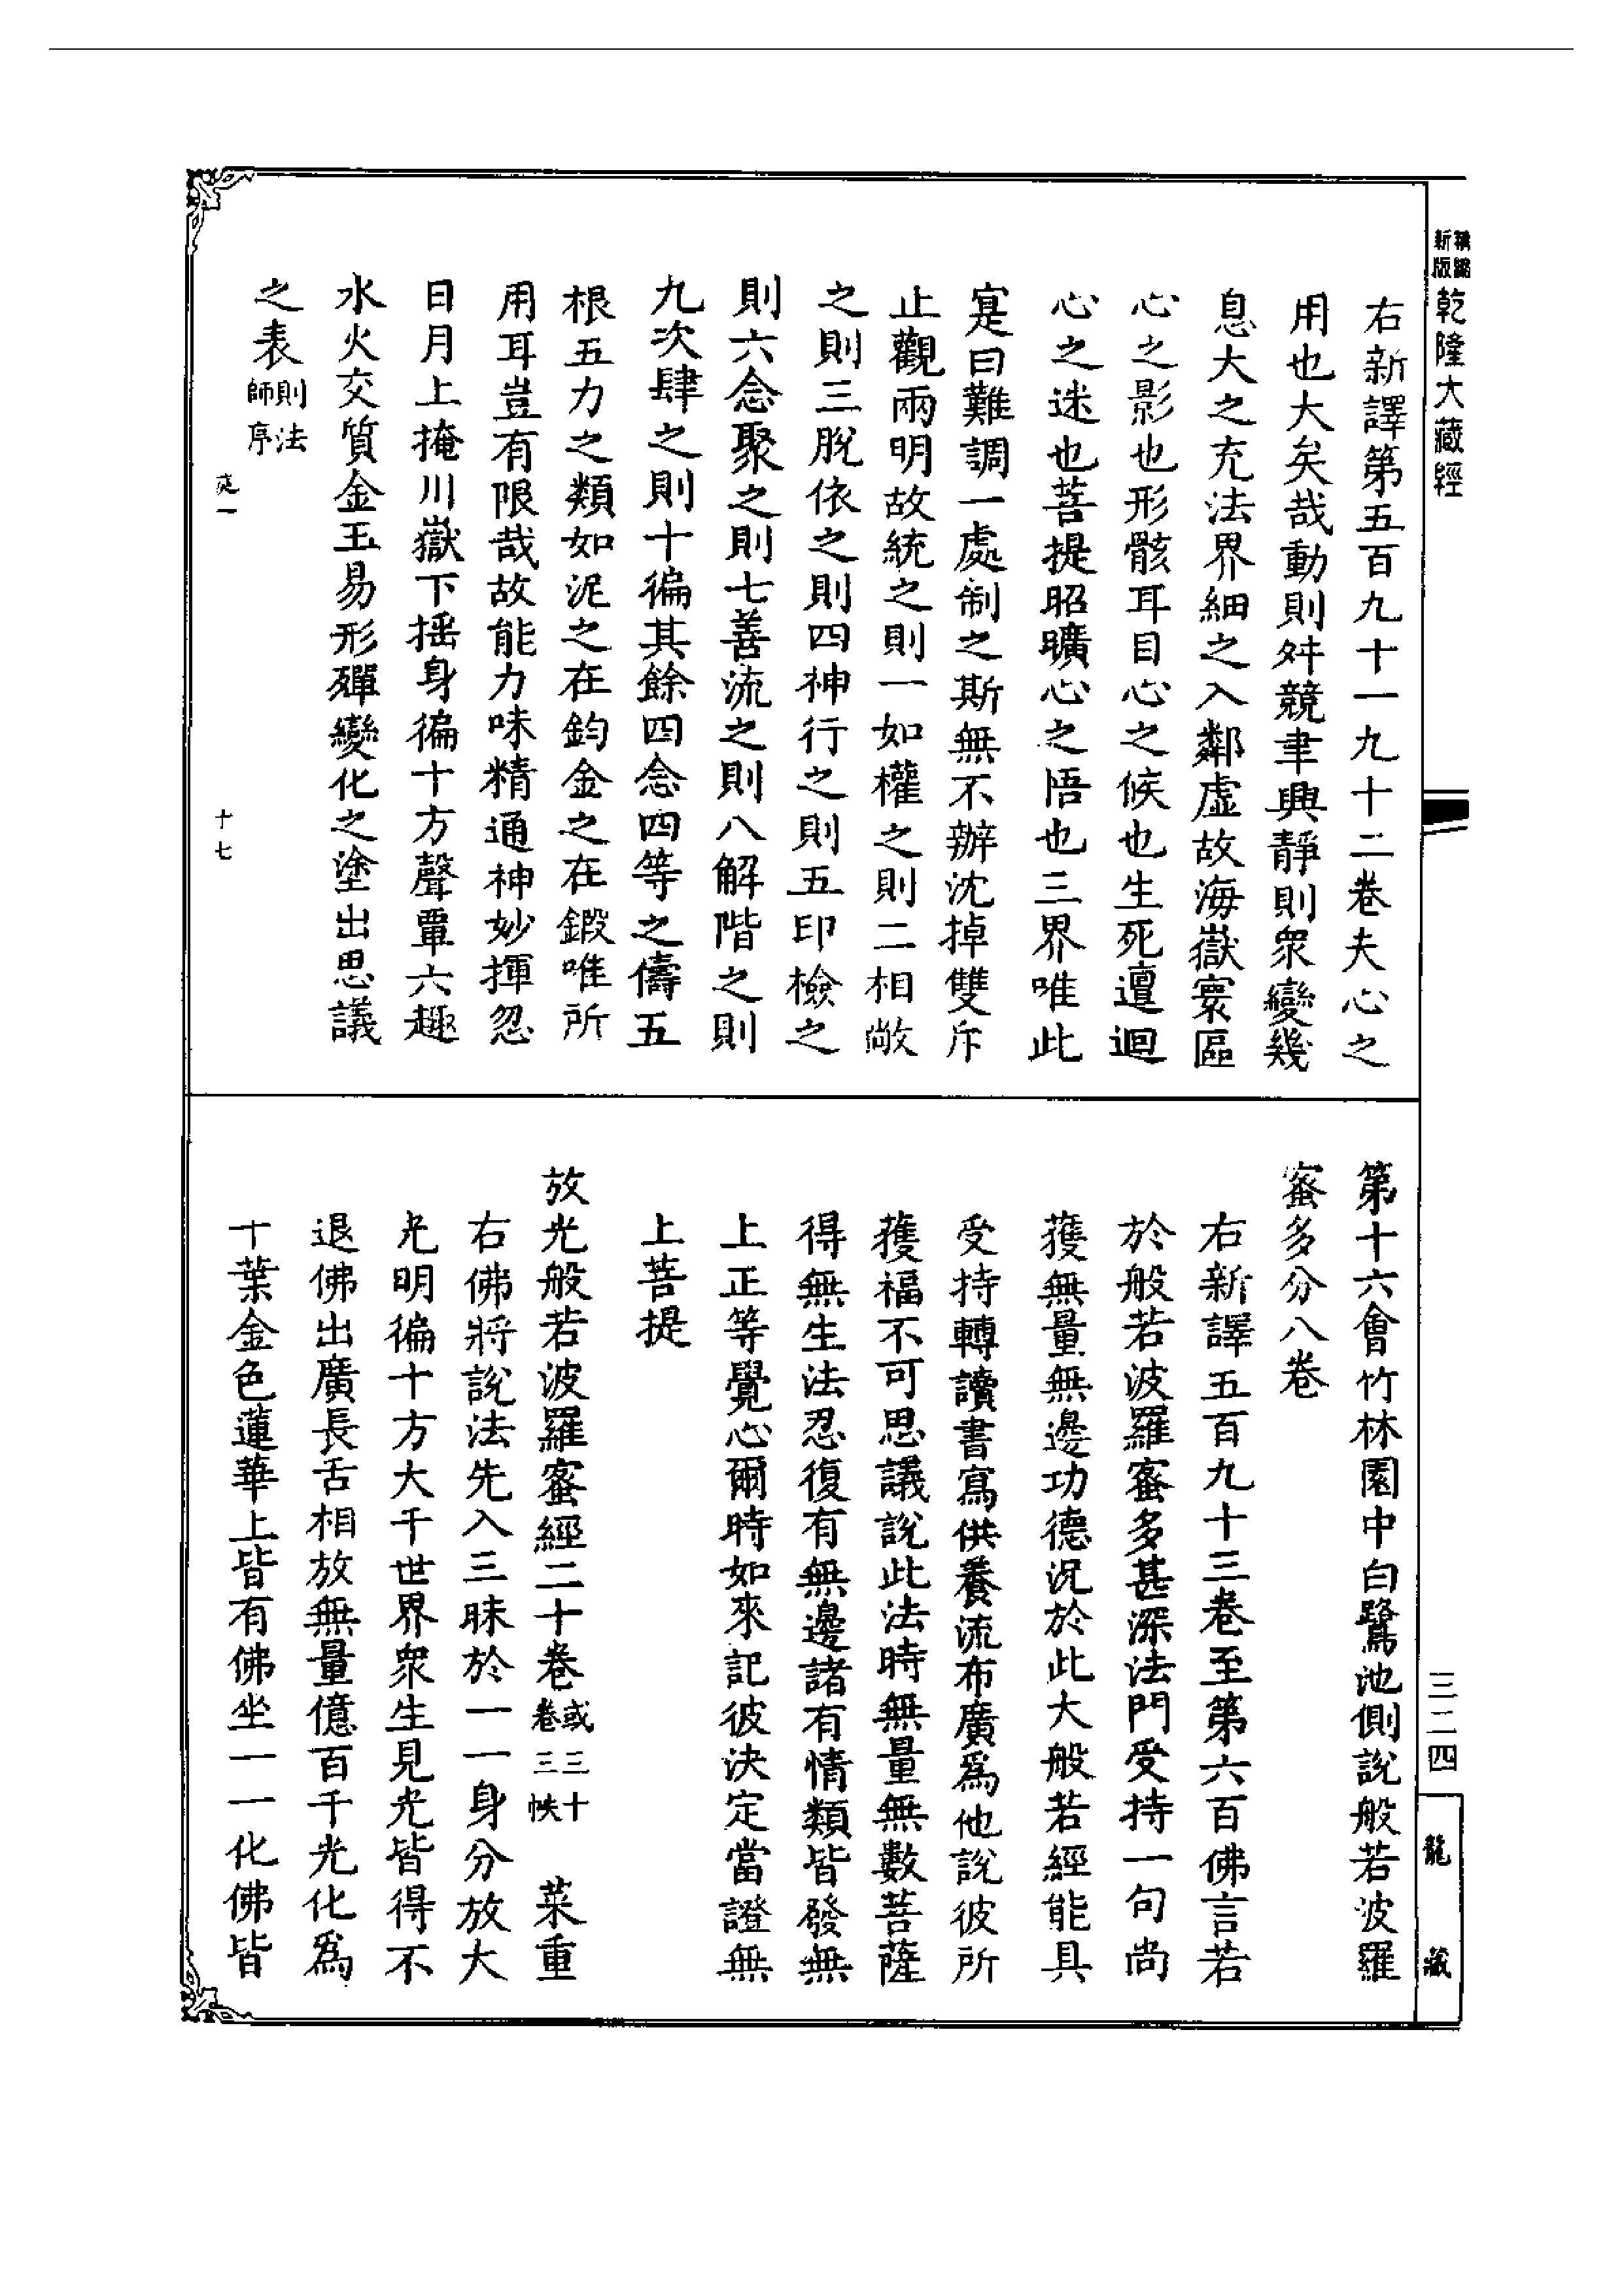 精縮新版
乾隆大藏經
右新譯第五百九十一九十二卷夫心之
用也大矣哉動則舛競聿興靜則衆變幾
息大之充法界細之入鄰虛故海嶽寰區
心之影也形骸耳目心之候也生死邅迴
心之迷也菩提昭曠心之悟也三界唯此
寔曰難調一處制之斯無不辦沈掉雙斥
止觀兩明故統之則一如權之則二相敞
之則三脫依之則四神行之則五印檢之
則六念聚之則七善流之則八解階之則
九次肆之則十徧其餘四念四等之儔五
根五力之類如泥之在鈞金之在鍛唯所
用耳豈有限哉故能力味精通神妙揮忽
日月上掩川嶽下搖身徧十方聲覃六趣
水火交質金玉易形殫變化之塗出思議
之表則法師序
十七
第十六會竹林園中白鷺池側說般若波羅
蜜多分八卷
右新譯五百九十三卷至第六百佛言若
於般若波羅蜜多甚深法門受持一句尚
獲無量無邊功德況於此大般若經能具
受持轉讀書寫供養流布廣爲他說彼所
獲福不可思議說此法時無量無數菩薩
得無生法忍復有無邊諸有情類皆發無
上正等覺心爾時如來記彼決定當證無
上菩提
放光般若波羅蜜經二十卷或三十卷三帙 菜重
右佛將說法先入三昧於一一身分放大
光明徧十方大千世界衆生見光皆得不
退佛出廣長舌相放無量億百千光化爲
千葉金色蓮華上皆有佛坐一一化佛皆
三二四
龍藏